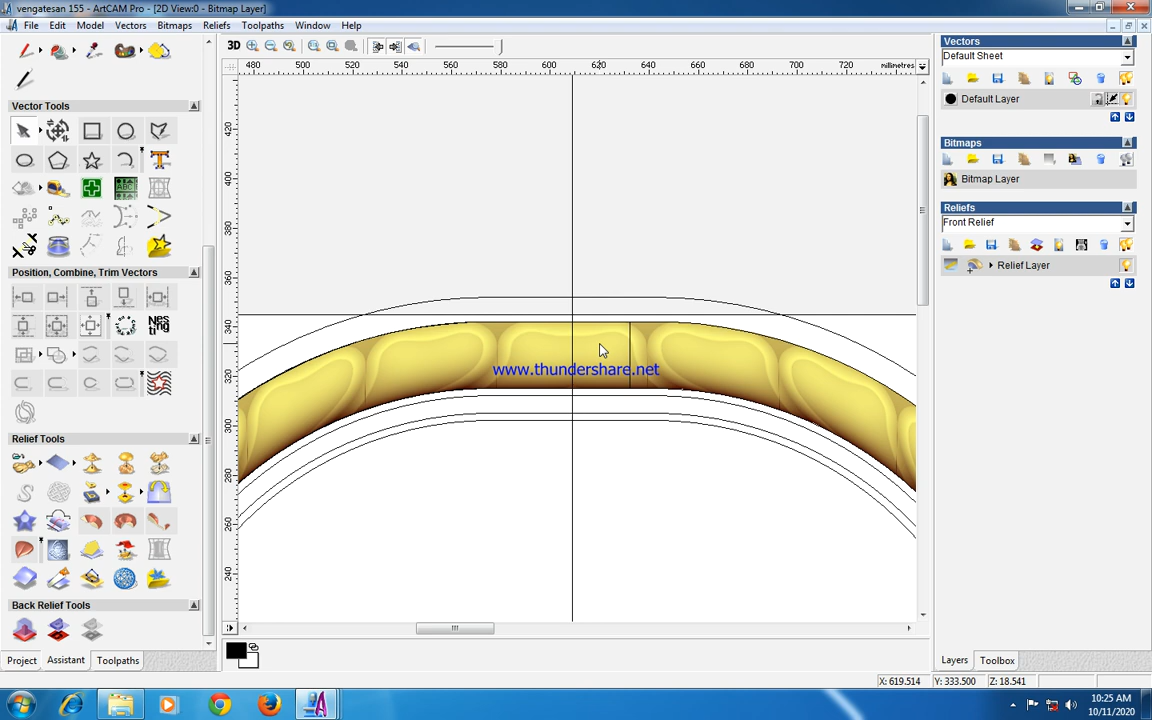 vengatesan 155 - ArtCAM Pro - [2D View:0 - Bitmap Layer]
File Edit Model Vectors Bitmaps Reliefs Toolpaths Window Help
3D
480 500 520 540 560 580 600 620 640 660 680 700 720 millimetres
420
400
380
360
340
320
300
280
260
240
Vector Tools
ABC
Position, Combine, Trim Vectors
Nesting
Relief Tools
Back Relief Tools
Project Assistant Toolpaths
www.thundershare.net
Vectors
Default Sheet
Default Layer
Bitmaps
Bitmap Layer
Reliefs
Front Relief
Relief Layer
Layers Toolbox
X: 619.514 Y: 333.500 Z: 18.541
10:25 AM
10/11/2020